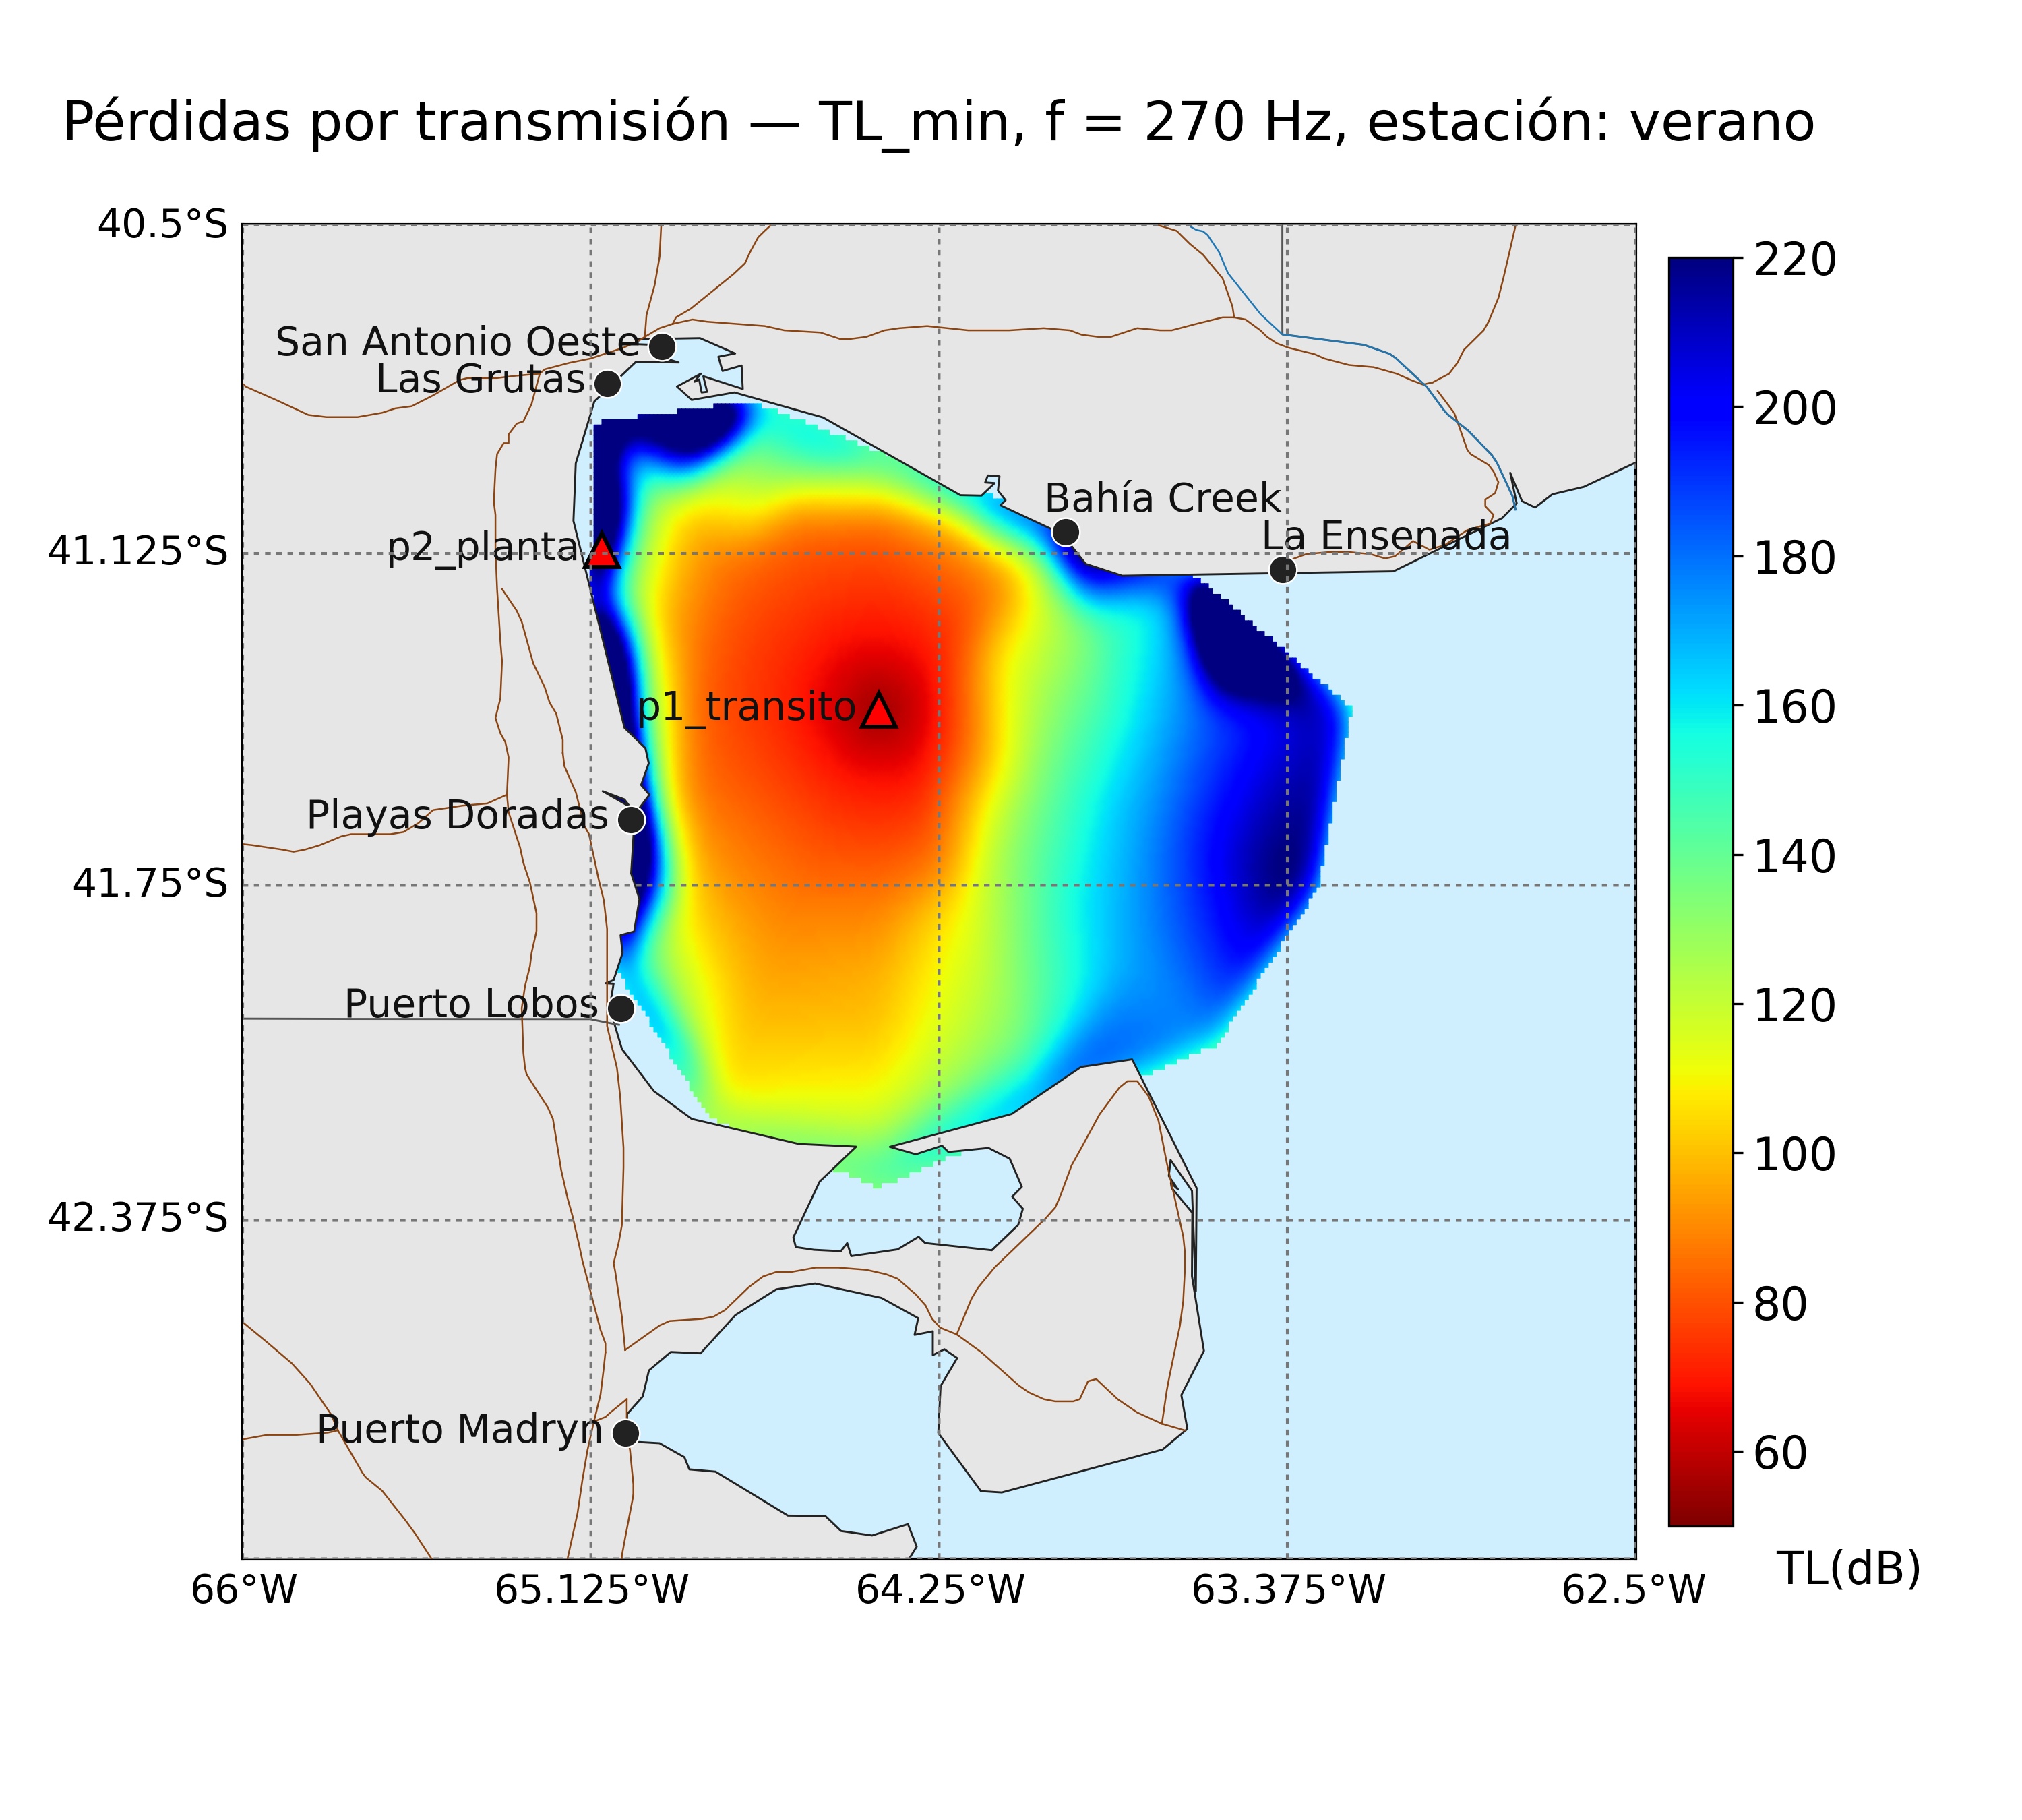 Pérdidas por transmisión — TL_min, f = 270 Hz, estación: verano
40.5°S
41.125°S
41.75°S
42.375°S
San Antonio Oeste
Las Grutas
Bahía Creek
La Ensenada
p2_planta
p1_transito
Playas Doradas
Puerto Lobos
Puerto Madryn
66°W
65.125°W
64.25°W
63.375°W
62.5°W
220
200
180
160
140
120
100
80
60
TL(dB)